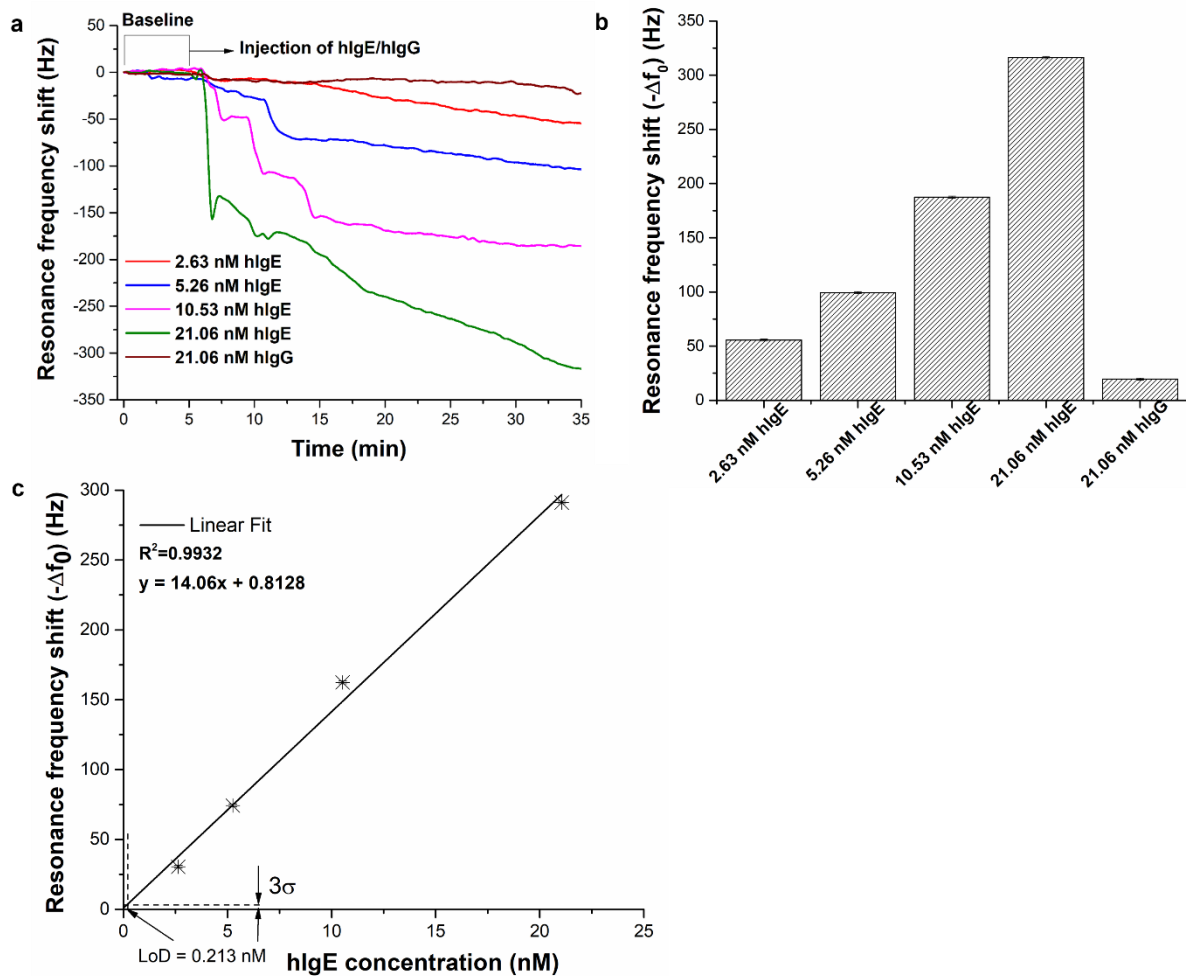 a
Baseline
Injection of hIgE/hIgG
Resonance frequency shift (Hz)
50
0
-50
-100
-150
-200
-250
-300
-350
2.63 nM hIgE
5.26 nM hIgE
10.53 nM hIgE
21.06 nM hIgE
21.06 nM hIgG
0 5 10 15 20 25 30 35
Time (min)
b
Resonance frequency shift (-Δf₀) (Hz)
350
300
250
200
150
100
50
0
2.63 nM hIgE
5.26 nM hIgE
10.53 nM hIgE
21.06 nM hIgE
21.06 nM hIgG
c
Resonance frequency shift (-Δf0) (Hz)
300
250
200
150
100
50
0
Linear Fit
R²=0.9932
y = 14.06x + 0.8128
3σ
0 5 10 15 20 25
LoD = 0.213 nM
hIgE concentration (nM)